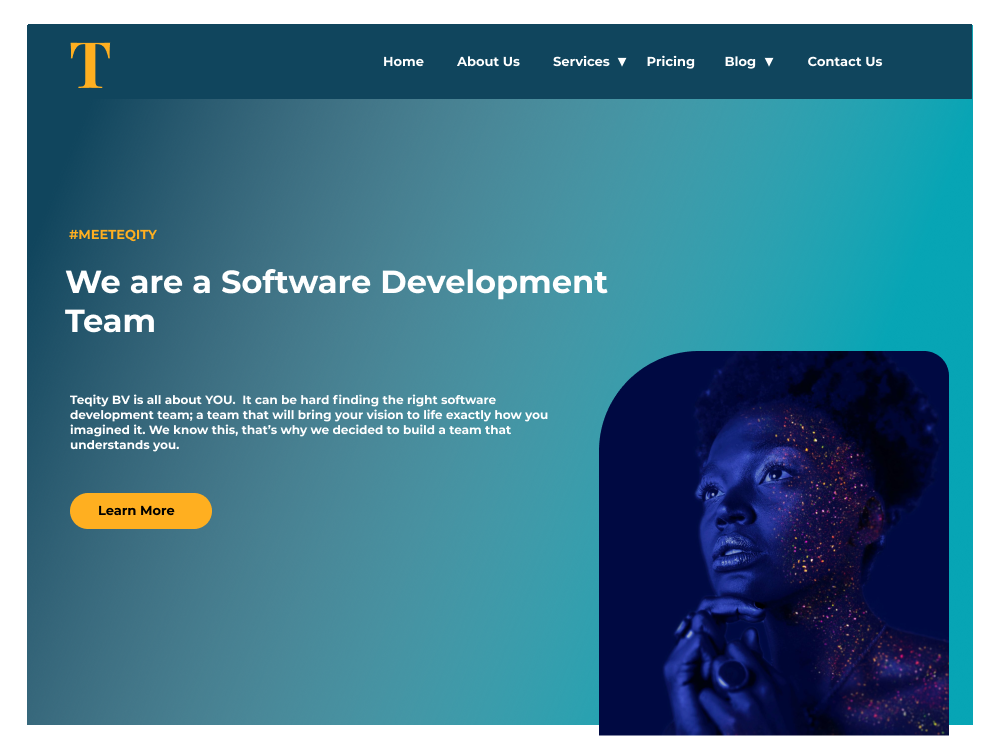 T
Home About Us Services ▼ Pricing Blog ▼ Contact Us
#MEETEQITY
We are a Software Development
Team
Teqity BV is all about YOU.  It can be hard finding the right software
development team; a team that will bring your vision to life exactly how you
imagined it. We know this, that’s why we decided to build a team that
understands you.
Learn More